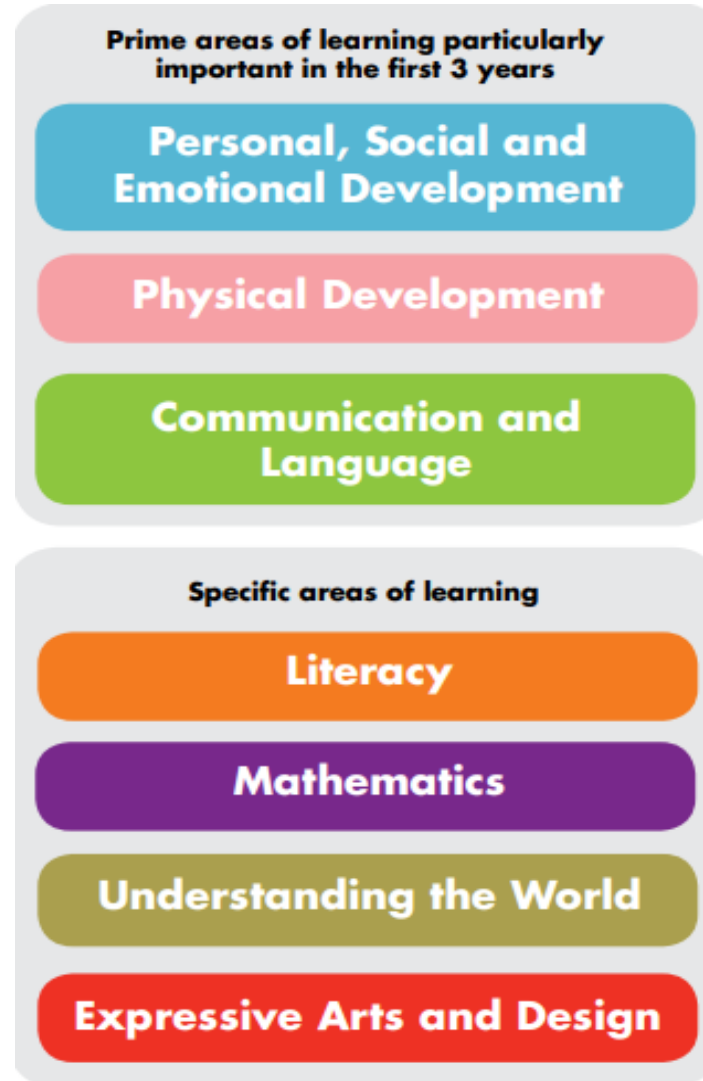 Prime areas of learning particularly
important in the first 3 years
Personal, Social and
Emotional Development
Physical Development
Communication and
Language
Specific areas of learning
Literacy
Mathematics
Understanding the World
Expressive Arts and Design